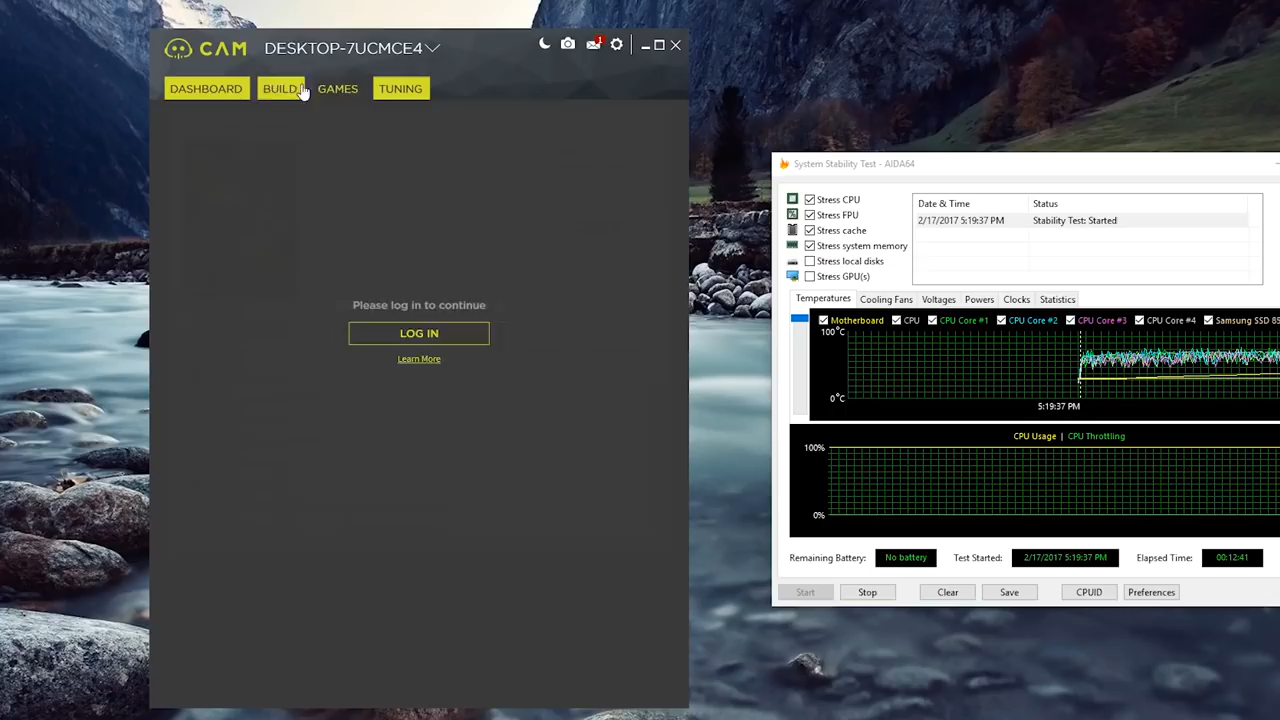 CAM DESKTOP-7UCMCE4
1
DASHBOARD BUILD GAMES TUNING
Please log in to continue
LOG IN
Learn More
System Stability Test - AIDA64
Stress CPU
Stress FPU
Stress cache
Stress system memory
Stress local disks
Stress GPU(s)
Date & Time Status
2/17/2017 5:19:37 PM Stability Test: Started
Temperatures Cooling Fans Voltages Powers Clocks Statistics
Motherboard CPU CPU Core #1 CPU Core #2 CPU Core #3 CPU Core #4 Samsung SSD 85
100°C
0°C
5:19:37 PM
CPU Usage | CPU Throttling
100%
0%
Remaining Battery: No battery Test Started: 2/17/2017 5:19:37 PM Elapsed Time: 00:12:41
Start Stop Clear Save CPUID Preferences